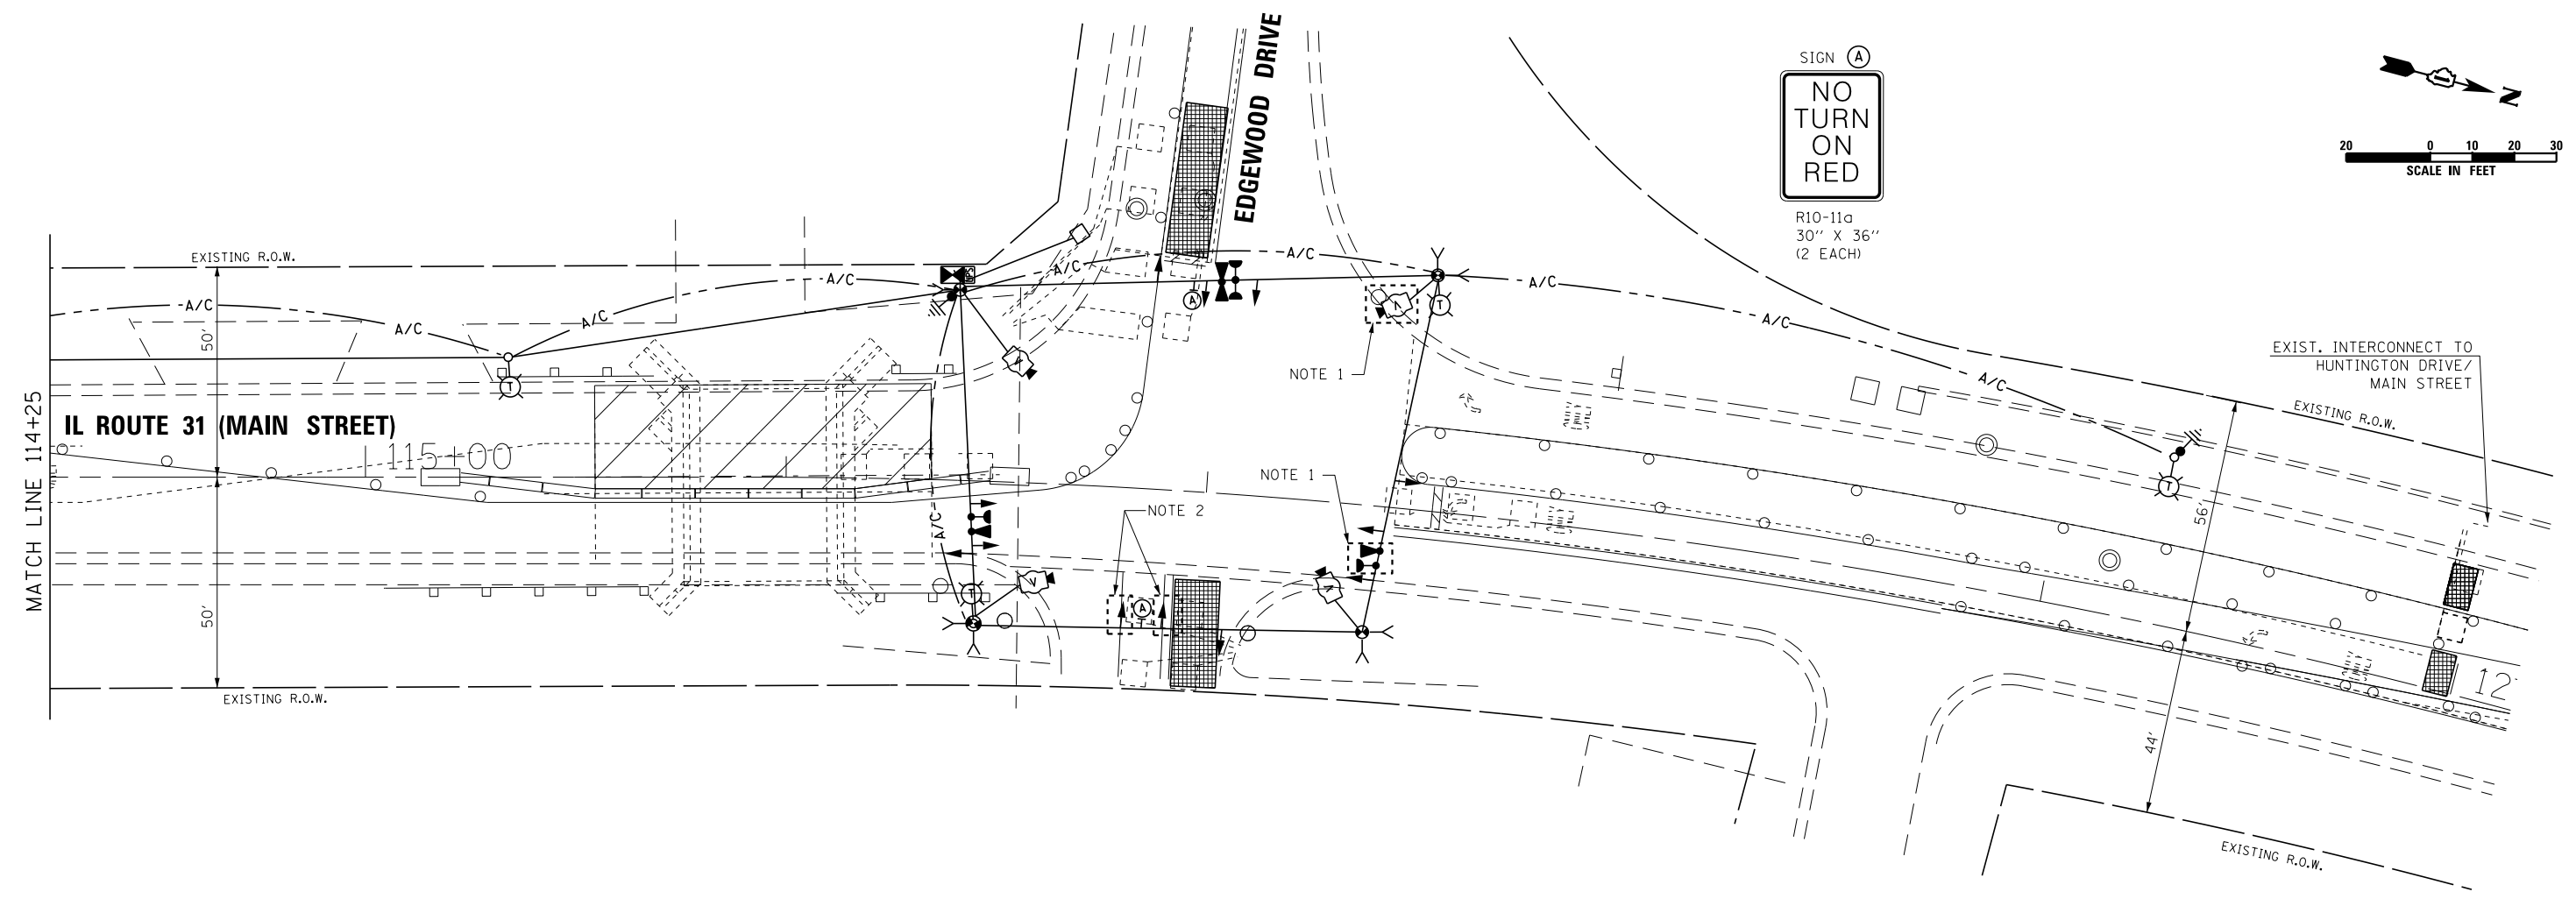 EDGEWOOD DRIVE
SIGN A
NO
TURN
ON
RED
R10-11a
30" X 36"
(2 EACH)
N
20 0 10 20 30
SCALE IN FEET
EXISTING R.O.W.
A/C
A/C
A/C
A/C
A/C
A/C
A/C
A/C
A/C
A/C
UPS
A
T
V
V
NOTE 1
EXIST. INTERCONNECT TO
HUNTINGTON DRIVE/
MAIN STREET
EXISTING R.O.W.
50'
T
MATCH LINE 114+25
IL ROUTE 31 (MAIN STREET)
115+00
NOTE 1
T
56'
NOTE 2
T
V
V
A
50'
12
44'
EXISTING R.O.W.
EXISTING R.O.W.